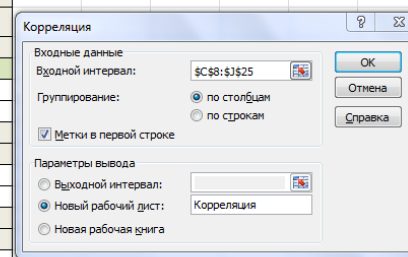 Корреляция
Входные данные
Входной интервал: $C$8:$J$25
Группирование: по столбцам
по строкам
Метки в первой строке
Параметры вывода
Выходной интервал:
Новый рабочий лист: Корреляция
Новая рабочая книга
OK
Отмена
Справка